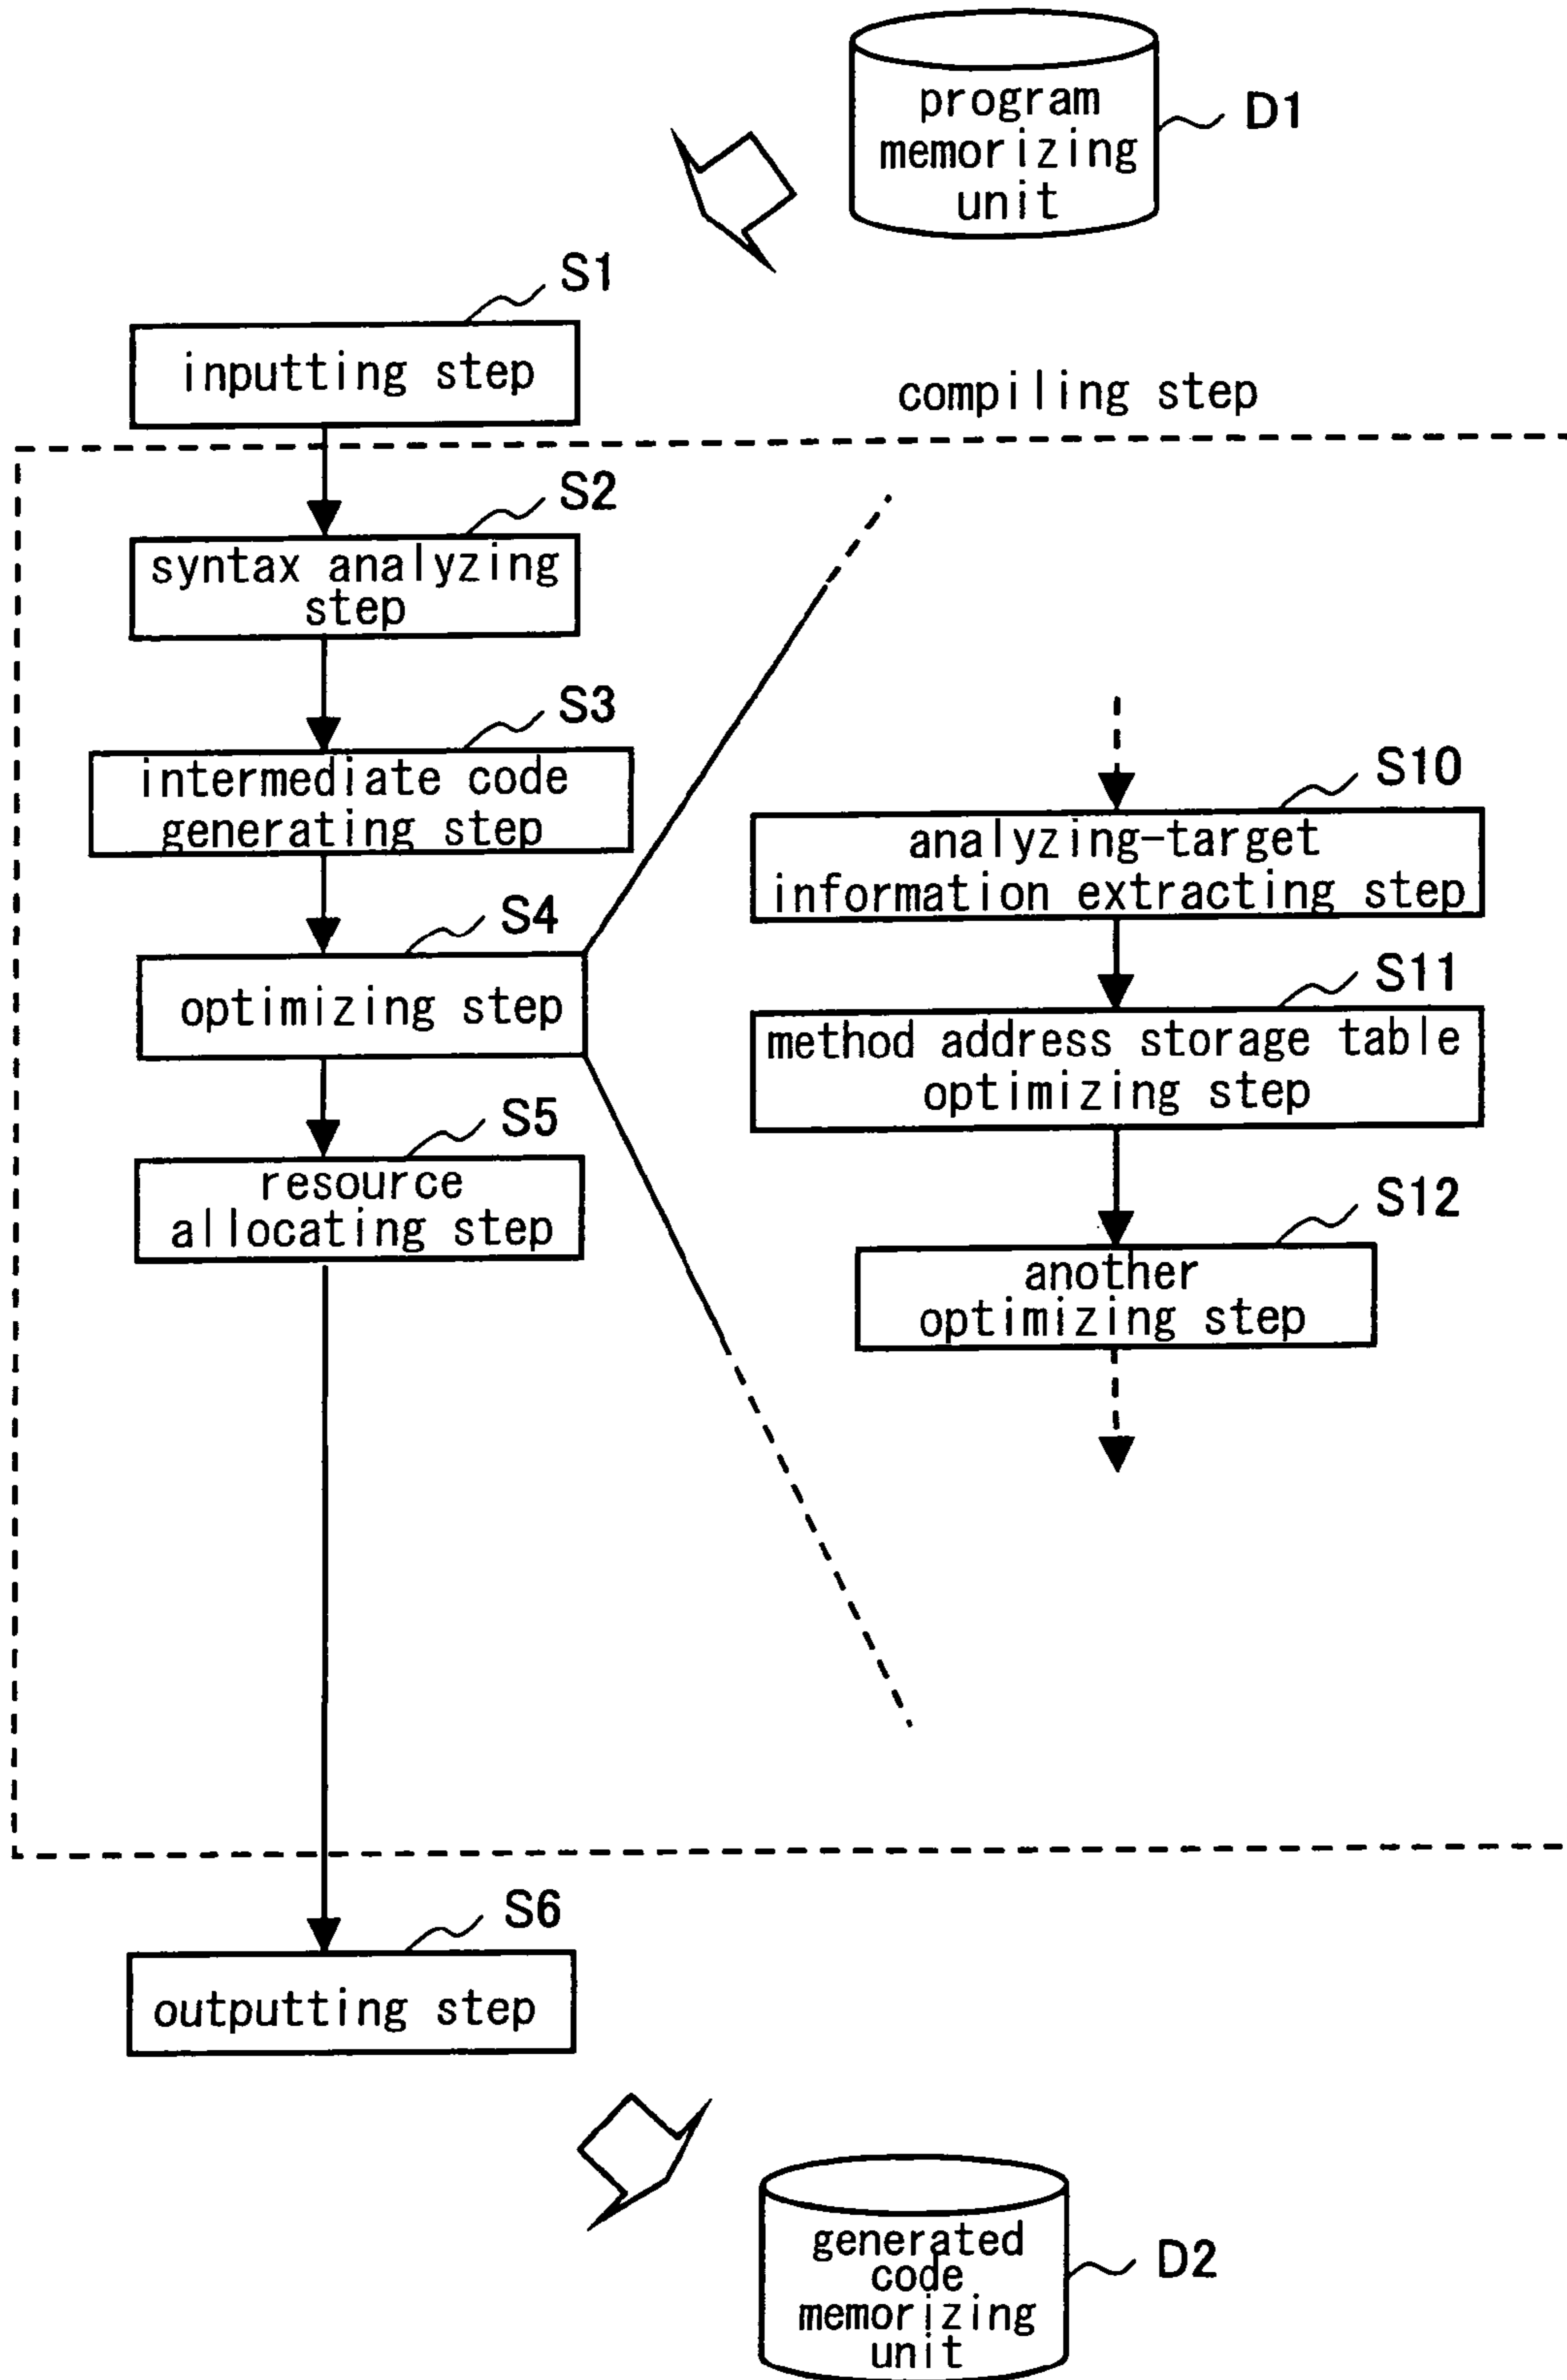 program
memorizing
unit
D1
S1
inputting step
compiling step
S2
syntax analyzing
step
S3
intermediate code
generating step
S4
optimizing step
S5
resource
allocating step
S10
analyzing-target
information extracting step
S11
method address storage table
optimizing step
S12
another
optimizing step
S6
outputting step
generated
code
memorizing
unit
D2